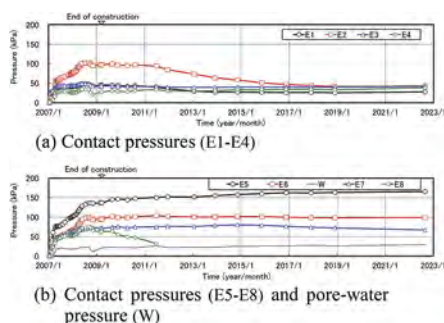 End of construction
200
E1 E2 E3 E4
150
100
50
0
Pressure (kPa)
2007/1 2009/1 2011/1 2013/1 2015/1 2017/1 2019/1 2021/1 2023/1
Time (year/month)
(a) Contact pressures (E1-E4)
End of construction
200
E5 E6 W E7 E8
150
100
50
0
Pressure (kPa)
2007/1 2009/1 2011/1 2013/1 2015/1 2017/1 2019/1 2021/1 2023/1
Time (year/month)
(b) Contact pressures (E5-E8) and pore-water
pressure (W)